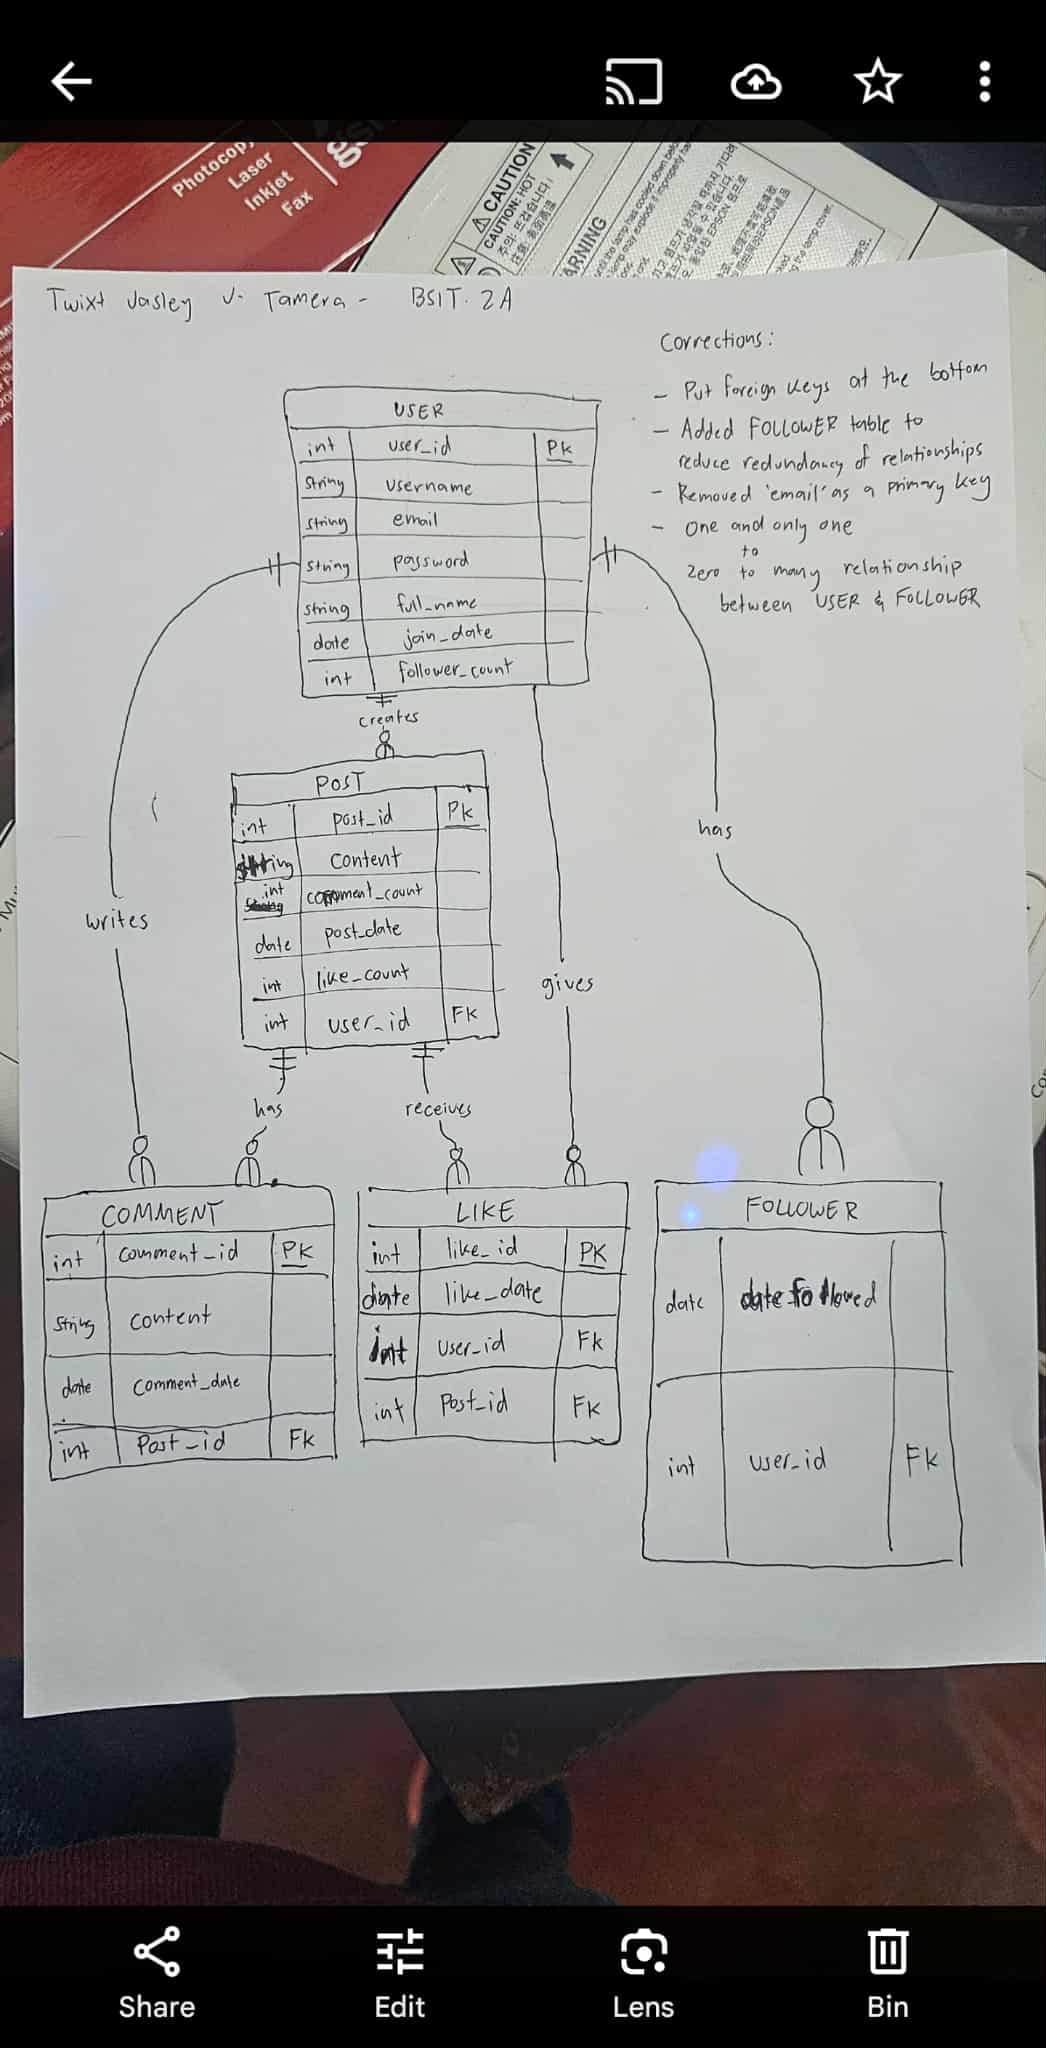 Photocopy
Laser
Inkjet
Fax
CAUTION
CAUTION: HOT
WARNING
Twixt Jasley V. Tamera - BSIT. 2A
Corrections:
- Put foreign keys at the bottom
- Added FOLLOWER table to
reduce redundancy of relationships
- Removed 'email' as a primary key
- One and only one
to
Zero to many relationship
between USER & FOLLOWER
USER
int user_id PK
String username
string email
String password
string full_name
date join_date
int follower_count
creates
POST
int post_id PK
string content
int comment_count
date post_date
int like_count
int user_id FK
writes
gives
has
has
receives
COMMENT
int comment_id PK
String content
date comment_date
int Post_id FK
LIKE
int like_id PK
date like_date
int user_id FK
int Post_id FK
FOLLOWER
date date followed
int user_id FK
Share
Edit
Lens
Bin